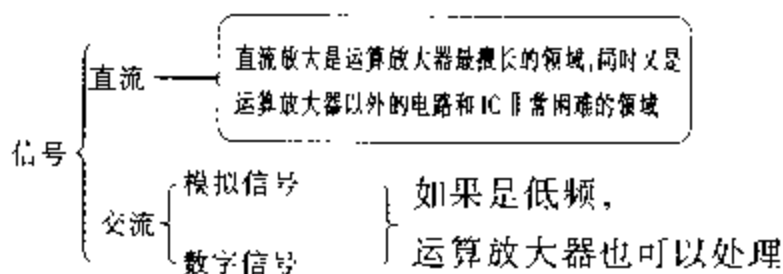 直流放大是运算放大器最擅长的领域,同时又是
运算放大器以外的电路和IC非常困难的领域
直流
信号
交流
模拟信号
数字信号
如果是低频,
运算放大器也可以处理